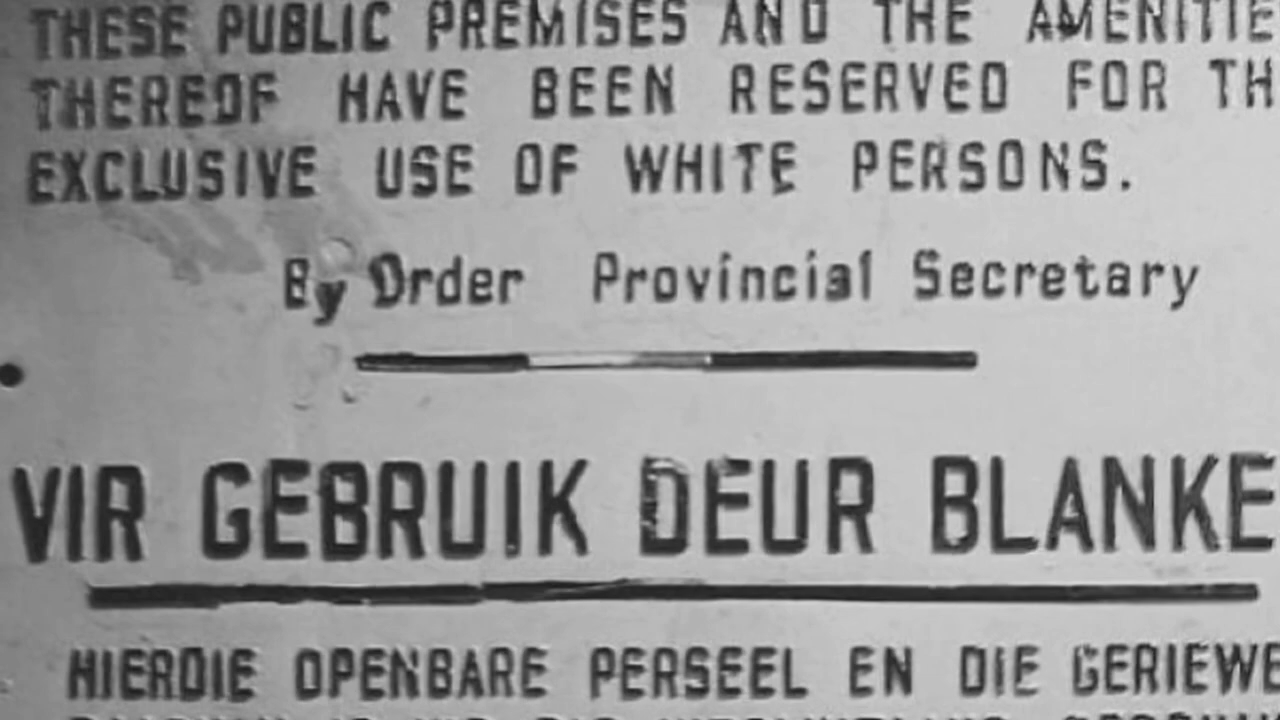 THESE PUBLIC PREMISES AND THE AMENITIE
THEREOF HAVE BEEN RESERVED FOR TH
EXCLUSIVE USE OF WHITE PERSONS.
By Order Provincial Secretary
VIR GEBRUIK DEUR BLANKE
HIERDIE OPENBARE PERSEEL EN DIE GERIEWE